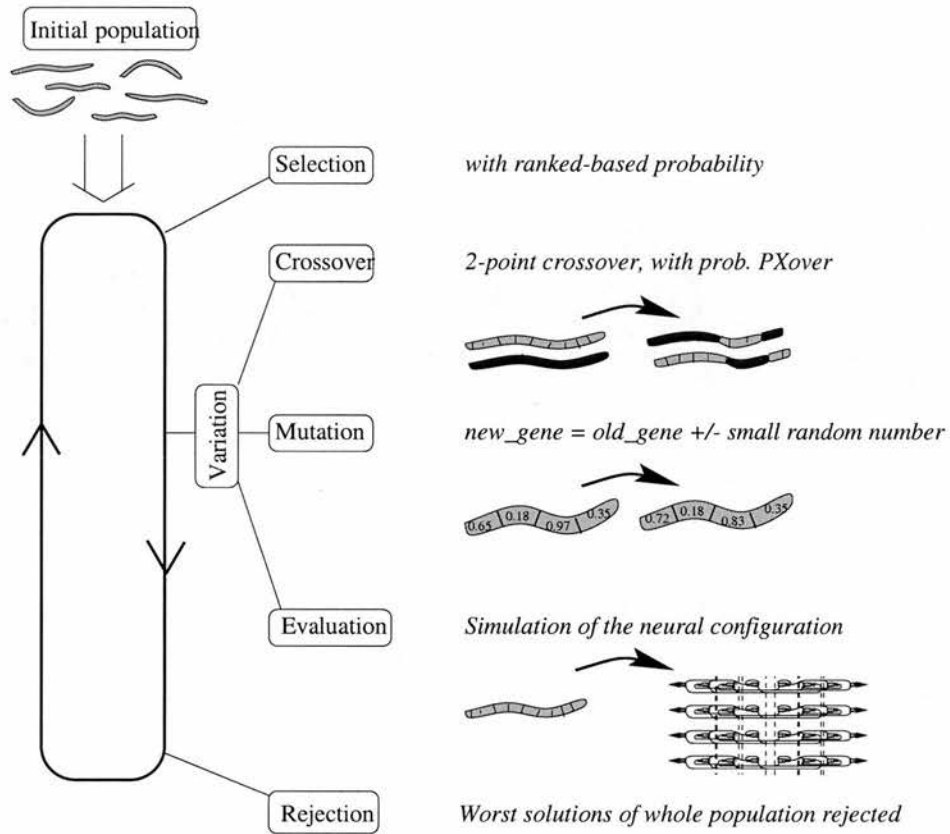 Initial population
Selection
with ranked-based probability
Crossover
2-point crossover, with prob. PXover
Variation
Mutation
new_gene = old_gene +/- small random number
0.65 0.18 0.97 0.35
0.72 0.18 0.83 0.35
Evaluation
Simulation of the neural configuration
Rejection
Worst solutions of whole population rejected